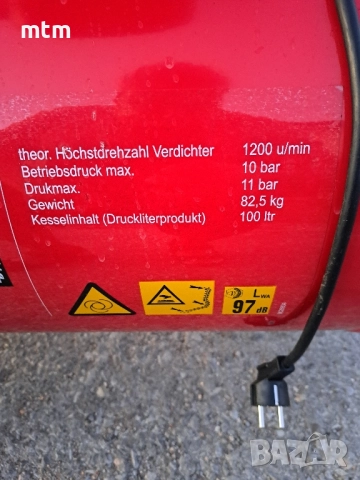 mtm
theor. Höchstdrehzahl Verdichter 1200 u/min
Betriebsdruck max. 10 bar
Drukmax. 11 bar
Gewicht 82,5 kg
Kesselinhalt (Druckliterprodukt) 100 ltr
LWA
97 dB
BAZAR
bg